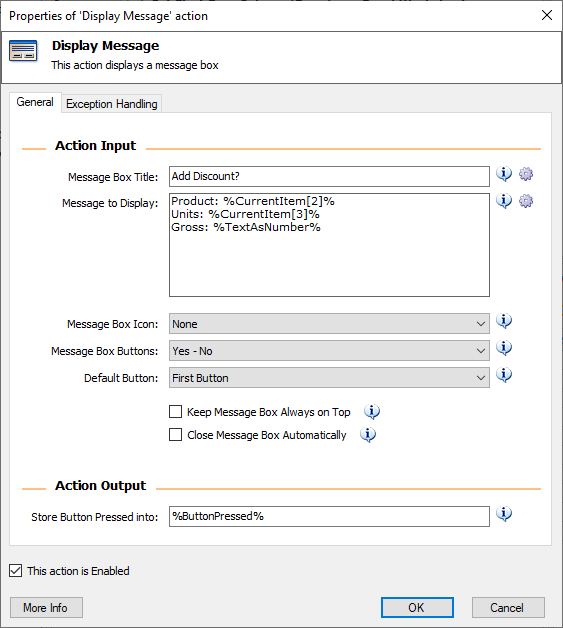 Properties of 'Display Message' action
Display Message
This action displays a message box
General
Exception Handling
Action Input
Message Box Title:
Add Discount?
Message to Display:
Product: %CurrentItem[2]%
Units: %CurrentItem[3]%
Gross: %TextAsNumber%
Message Box Icon:
None
Message Box Buttons:
Yes - No
Default Button:
First Button
Keep Message Box Always on Top
Close Message Box Automatically
Action Output
Store Button Pressed into:
%ButtonPressed%
This action is Enabled
More Info
OK
Cancel